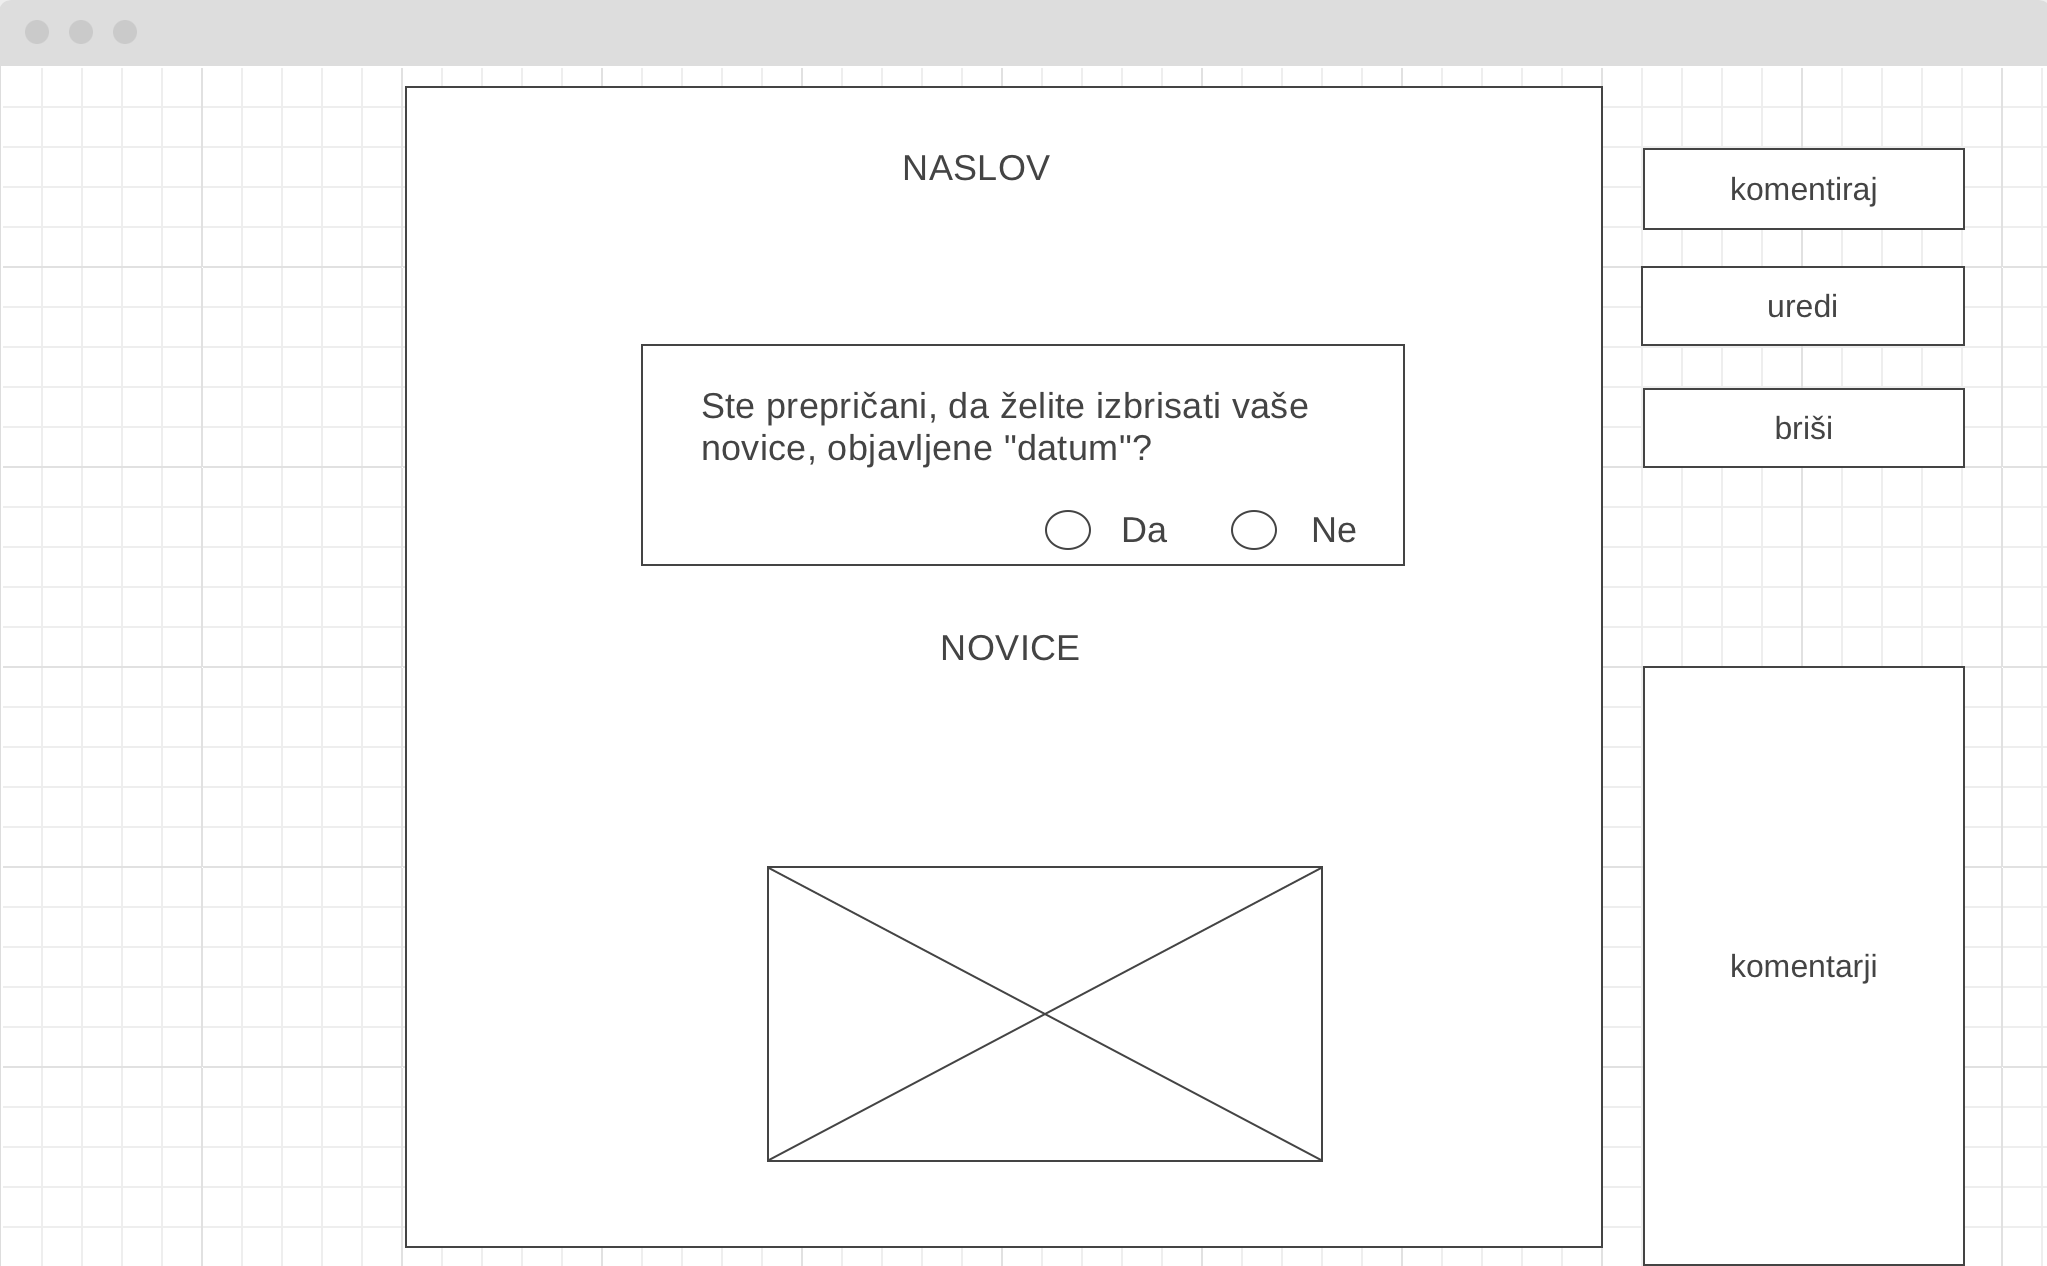 NASLOV
komentiraj
uredi
Ste prepričani, da želite izbrisati vaše
novice, objavljene "datum"?
briši
Da
Ne
NOVICE
komentarji